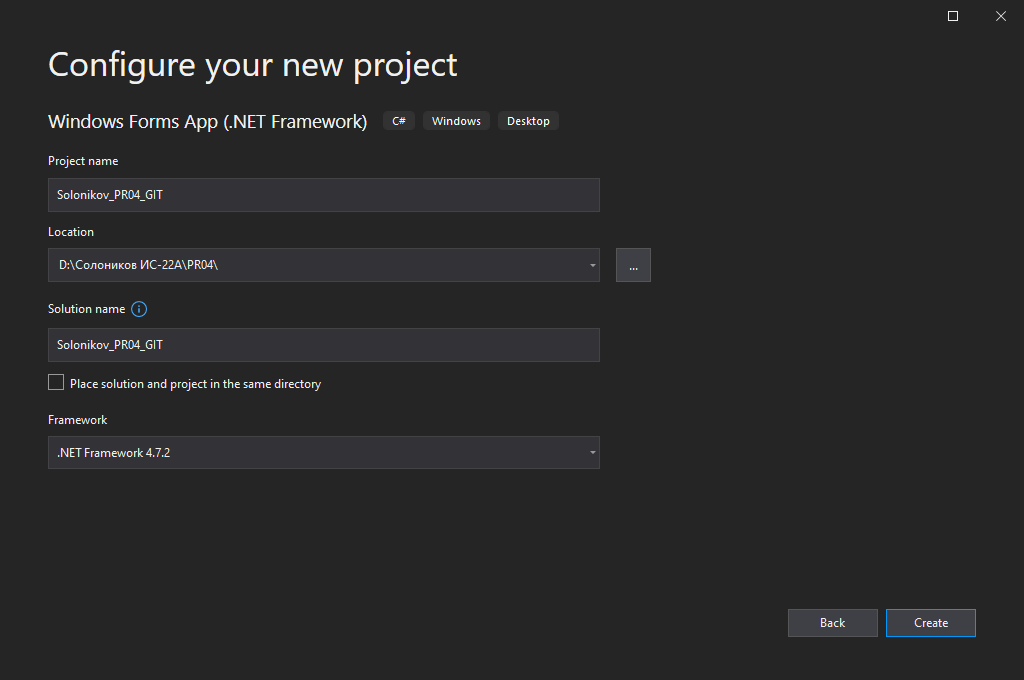 Configure your new project
Windows Forms App (.NET Framework) C# Windows Desktop
Project name
Solonikov_PR04_GIT
Location
D:\Солоников ИС-22А\PR04\
...
Solution name
Solonikov_PR04_GIT
Place solution and project in the same directory
Framework
.NET Framework 4.7.2
Back Create